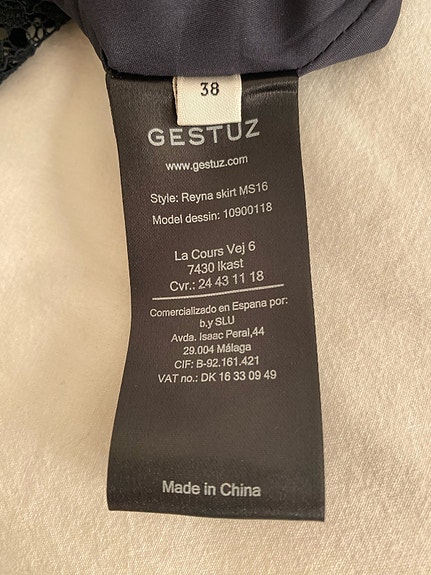 38
GESTUZ
www.gestuz.com
Style: Reyna skirt MS16
Model dessin: 10900118
La Cours Vej 6
7430 Ikast
Cvr.: 24 43 11 18
Comercializado en Espana por:
b.y SLU
Avda. Isaac Peral,44
29.004 Málaga
CIF: B-92.161.421
VAT no.: DK 16 33 09 49
Made in China